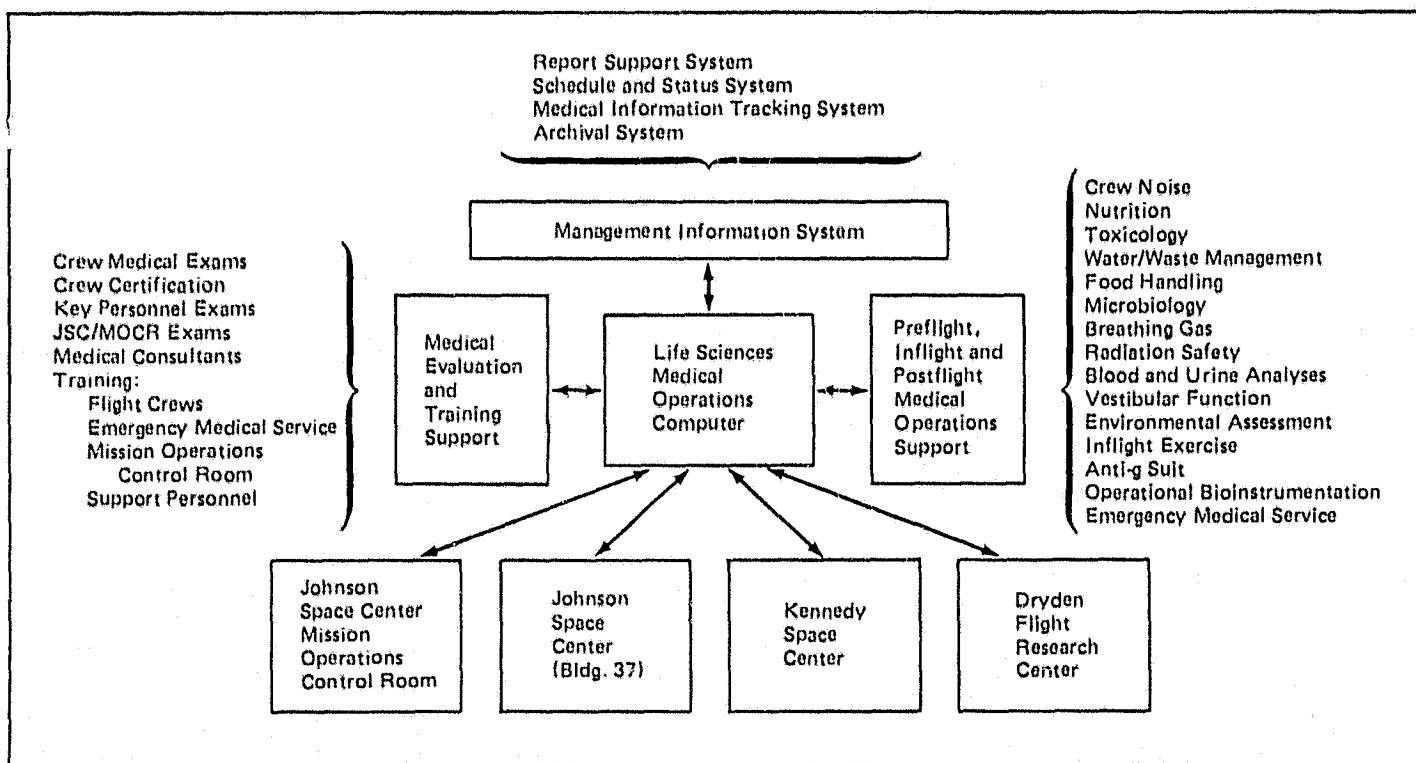 Report Support System
Schedule and Status System
Medical Information Tracking System
Archival System
Management Information System
Crew Medical Exams
Crew Certification
Key Personnel Exams
JSC/MOCR Exams
Medical Consultants
Training:
Flight Crews
Emergency Medical Service
Mission Operations
Control Room
Support Personnel
Medical
Evaluation
and
Training
Support
Life Sciences
Medical
Operations
Computer
Preflight,
Inflight and
Postflight
Medical
Operations
Support
Crew Noise
Nutrition
Toxicology
Water/Waste Management
Food Handling
Microbiology
Breathing Gas
Radiation Safety
Blood and Urine Analyses
Vestibular Function
Environmental Assessment
Inflight Exercise
Anti-g Suit
Operational Bioinstrumentation
Emergency Medical Service
Johnson
Space Center
Mission
Operations
Control Room
Johnson
Space
Center
(Bldg. 37)
Kennedy
Space
Center
Dryden
Flight
Research
Center